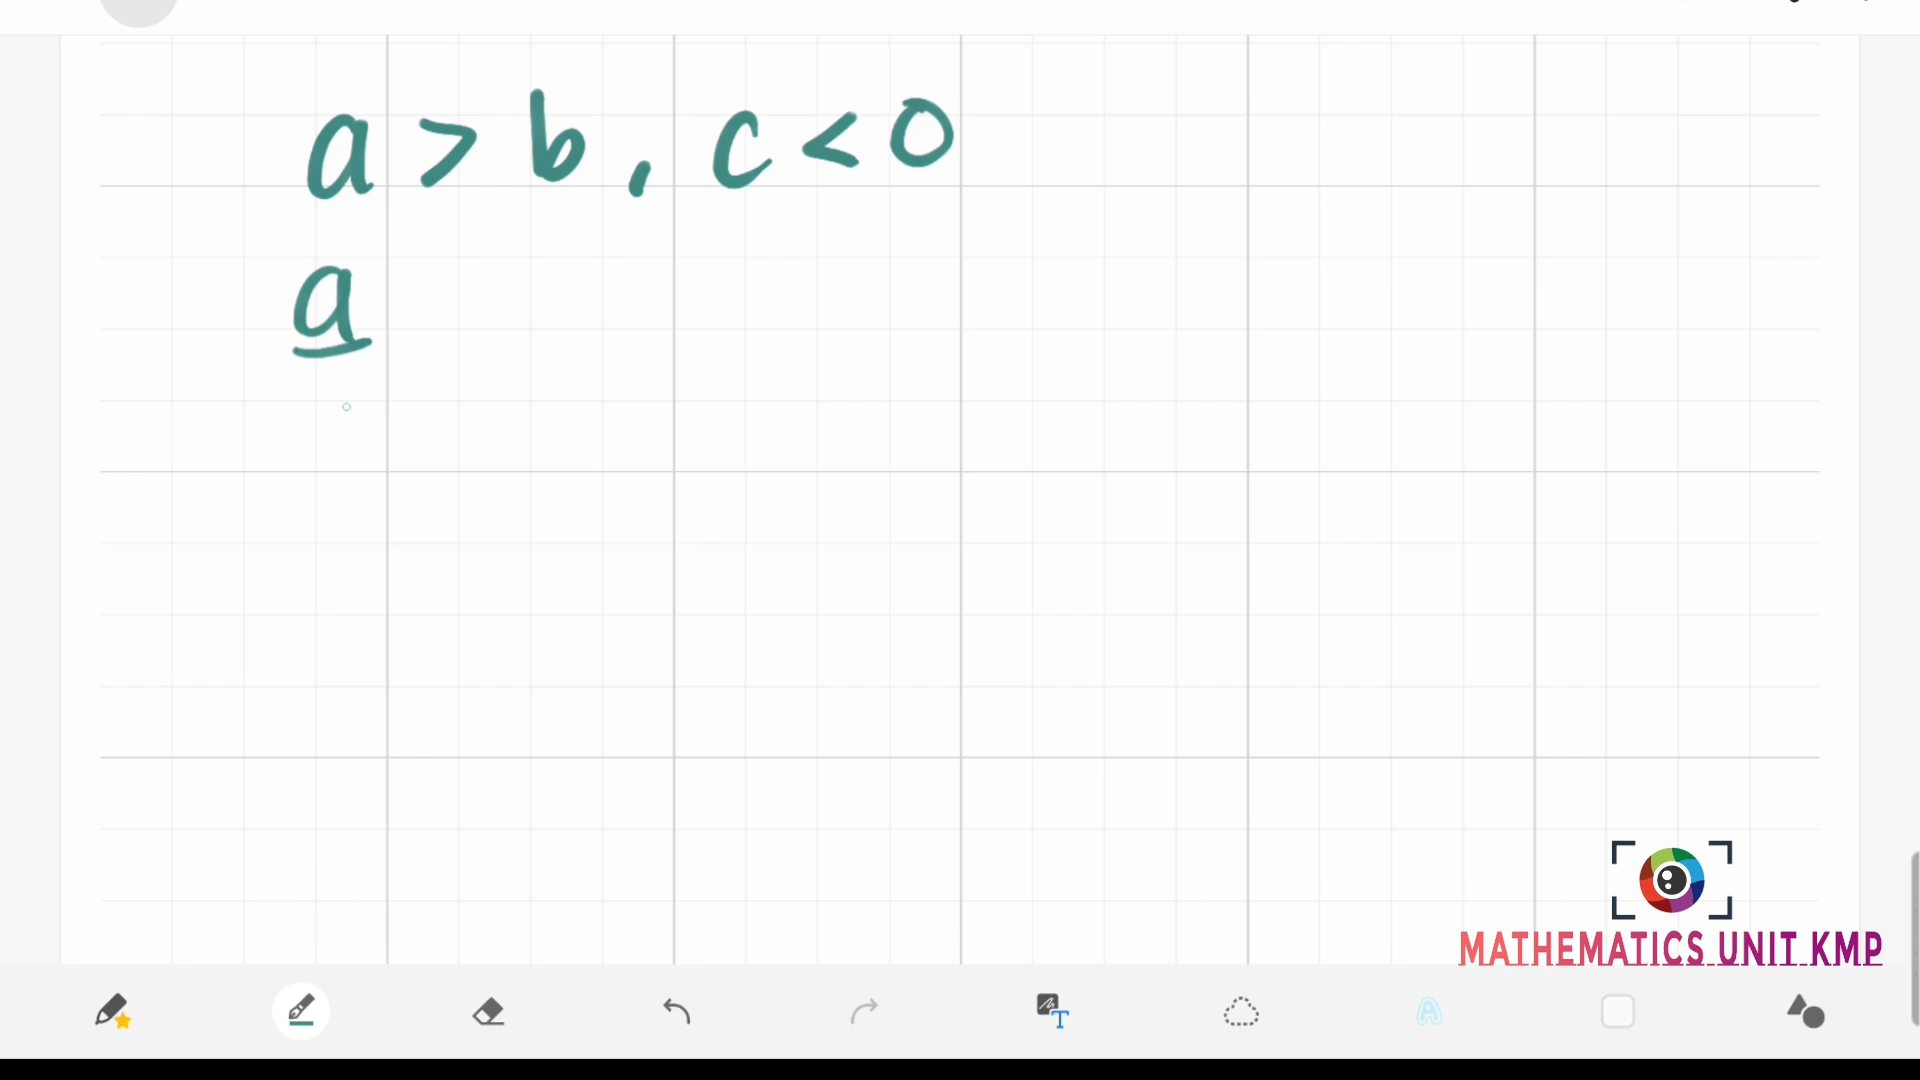 a > b, c < 0
a
MATHEMATICS UNIT KMP